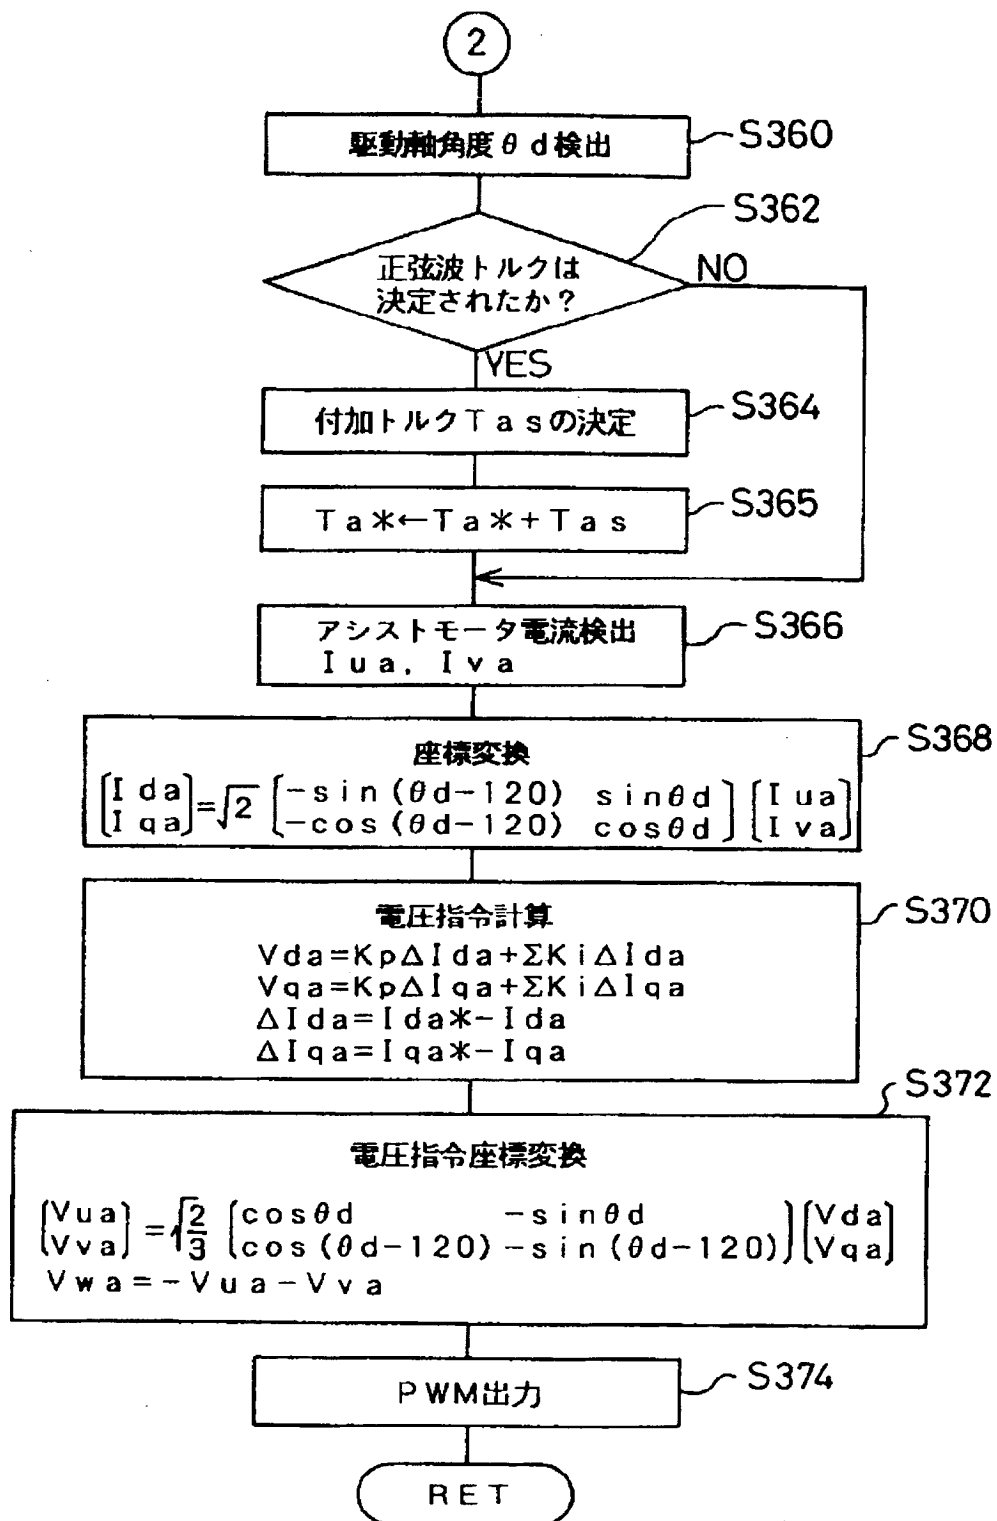 2
駆動軸角度θd検出
S360
S362
正弦波トルクは
決定されたか?
NO
YES
付加トルクTasの決定
S364
Ta*←Ta*+Tas
S365
アシストモータ電流検出
Iua, Iva
S366
座標変換
S368
[Ida] = √2 [-sin(θd-120) sinθd] [Iua]
[Iqa] [-cos(θd-120) cosθd] [Iva]
電圧指令計算
S370
Vda=KpΔIda+ΣKiΔIda
Vqa=KpΔIqa+ΣKiΔIqa
ΔIda=Ida*-Ida
ΔIqa=Iqa*-Iqa
S372
電圧指令座標変換
[Vua] = √2/3 [cosθd -sinθd] [Vda]
[Vva] [cos(θd-120) -sin(θd-120)] [Vqa]
Vwa=-Vua-Vva
PWM出力
S374
RET